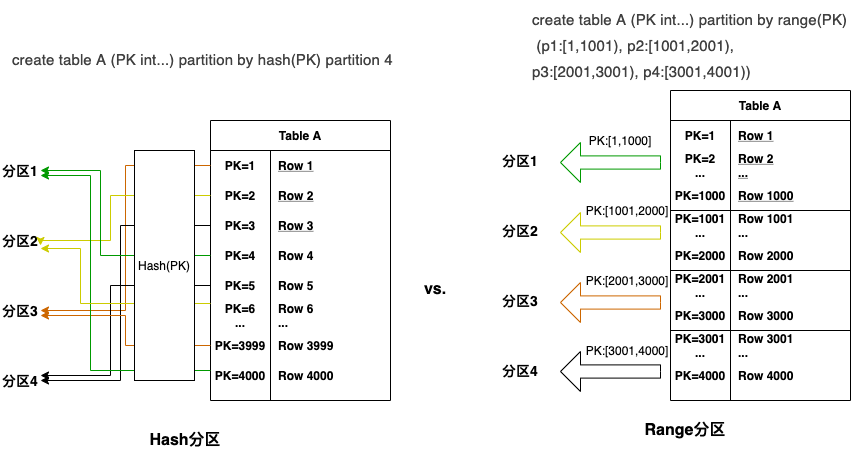 create table A (PK int...) partition by hash(PK) partition 4
Table A
PK=1 Row 1
PK=2 Row 2
PK=3 Row 3
PK=4 Row 4
PK=5 Row 5
PK=6 Row 6
... ...
PK=3999 Row 3999
PK=4000 Row 4000
Hash(PK)
分区1
分区2
分区3
分区4
Hash分区
vs.
create table A (PK int...) partition by range(PK)
(p1:[1,1001), p2:[1001,2001),
p3:[2001,3001), p4:[3001,4001))
Table A
PK=1 Row 1
PK=2 Row 2
... ...
PK=1000 Row 1000
PK=1001 Row 1001
... ...
PK=2000 Row 2000
PK=2001 Row 2001
... ...
PK=3000 Row 3000
PK=3001 Row 3001
... ...
PK=4000 Row 4000
PK:[1,1000]
分区1
PK:[1001,2000]
分区2
PK:[2001,3000]
分区3
PK:[3001,4000]
分区4
Range分区